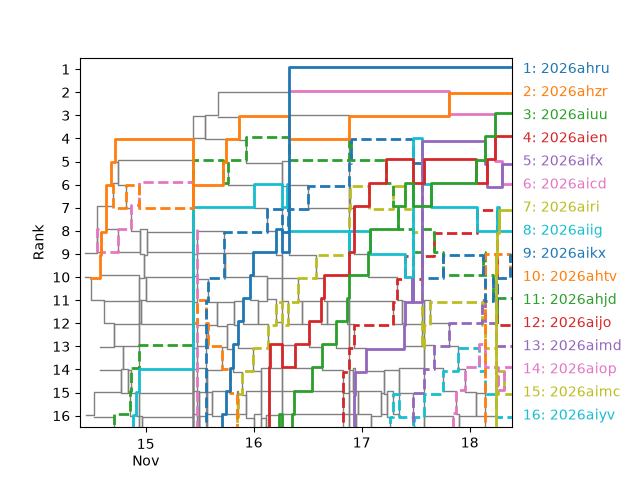 1
2
3
4
5
6
7
8
9
10
11
12
13
14
15
16
Rank
15
16
17
18
Nov
1: 2026ahru
2: 2026ahzr
3: 2026aiuu
4: 2026aien
5: 2026aifx
6: 2026aicd
7: 2026airi
8: 2026aiig
9: 2026aikx
10: 2026ahtv
11: 2026ahjd
12: 2026aijo
13: 2026aimd
14: 2026aiop
15: 2026aimc
16: 2026aiyv